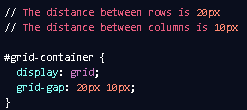 // The distance between rows is 20px
// The distance between columns is 10px
#grid-container {
display: grid;
grid-gap: 20px 10px;
}